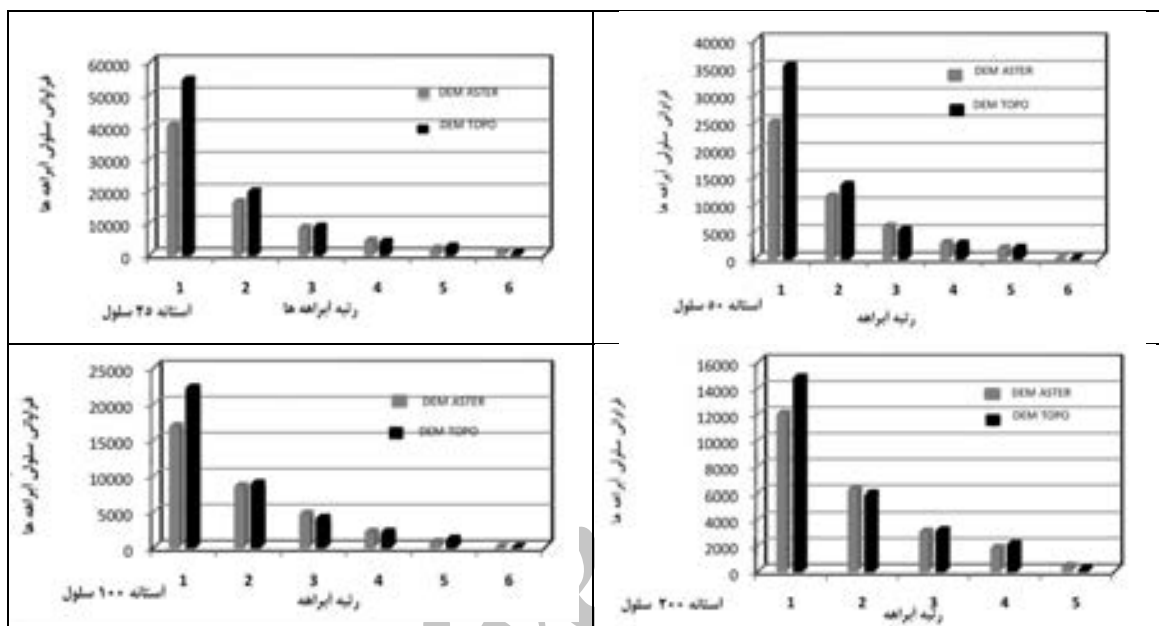 60000
50000
40000
30000
20000
10000
0
فراوانی سلولی آبراهه ها
DEM ASTER
DEM TOPO
1 2 3 4 5 6
رتبه آبراهه ها
آستانه ۲۵ سلول
40000
35000
30000
25000
20000
15000
10000
5000
0
فراوانی سلولی آبراهه ها
DEM ASTER
DEM TOPO
1 2 3 4 5 6
رتبه آبراهه
آستانه ۵۰ سلول
25000
20000
15000
10000
5000
0
فراوانی سلولی آبراهه ها
DEM ASTER
DEM TOPO
1 2 3 4 5 6
رتبه آبراهه
آستانه ۱۰۰ سلول
16000
14000
12000
10000
8000
6000
4000
2000
0
فراوانی سلولی آبراهه ها
DEM ASTER
DEM TOPO
1 2 3 4 5
رتبه آبراهه
آستانه ۲۰۰ سلول